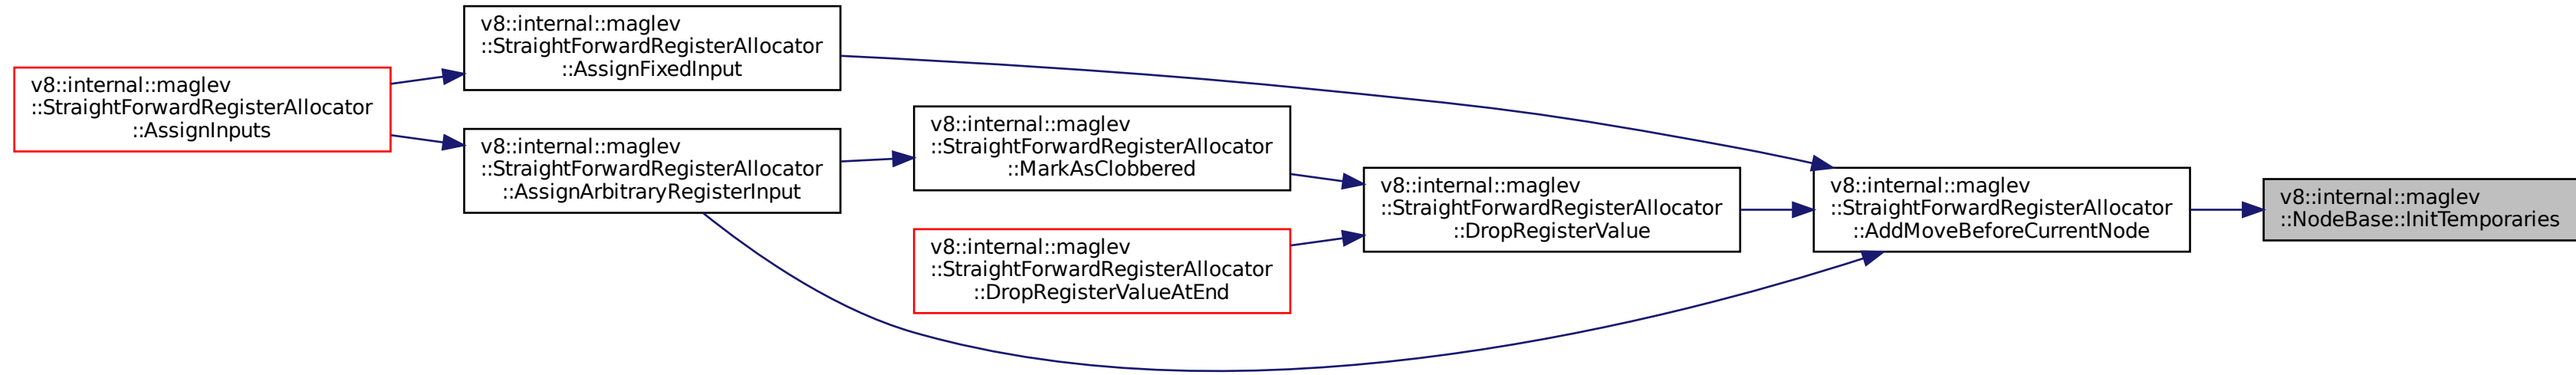 v8::internal::maglev
::StraightForwardRegisterAllocator
::AssignInputs
v8::internal::maglev
::StraightForwardRegisterAllocator
::AssignFixedInput
v8::internal::maglev
::StraightForwardRegisterAllocator
::AssignArbitraryRegisterInput
v8::internal::maglev
::StraightForwardRegisterAllocator
::MarkAsClobbered
v8::internal::maglev
::StraightForwardRegisterAllocator
::DropRegisterValueAtEnd
v8::internal::maglev
::StraightForwardRegisterAllocator
::DropRegisterValue
v8::internal::maglev
::StraightForwardRegisterAllocator
::AddMoveBeforeCurrentNode
v8::internal::maglev
::NodeBase::InitTemporaries